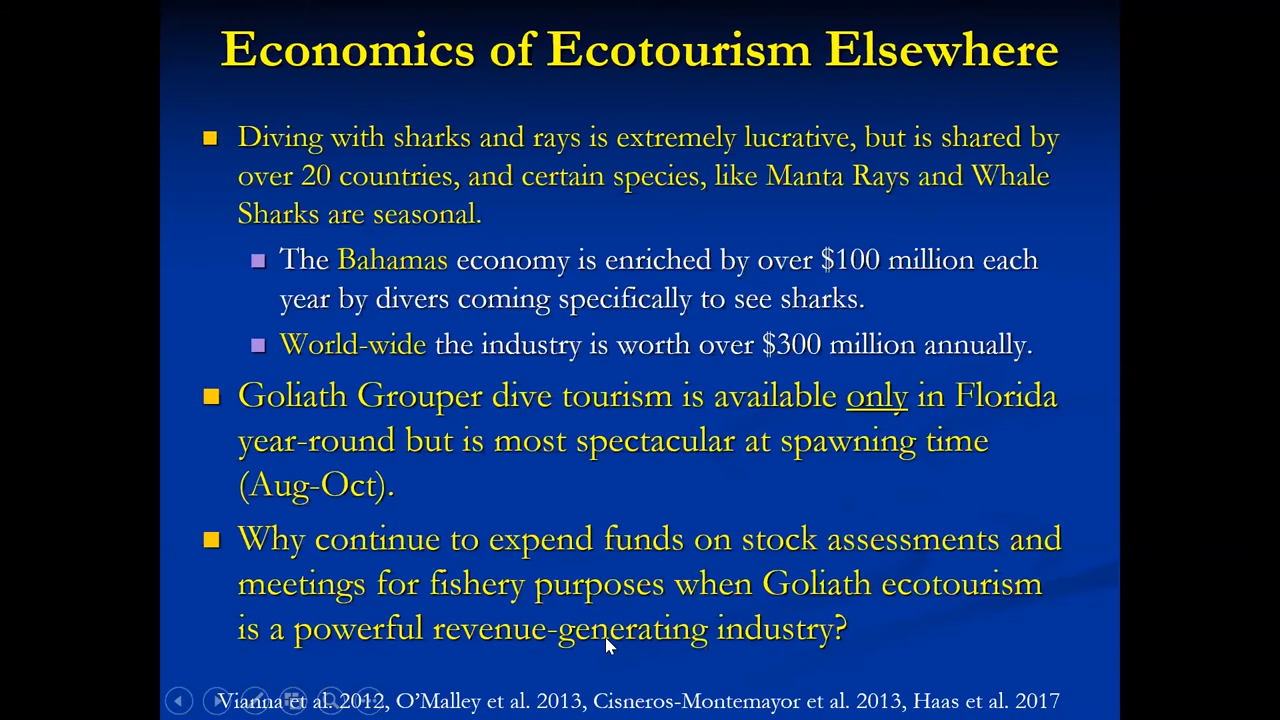 Economics of Ecotourism Elsewhere
Diving with sharks and rays is extremely lucrative, but is shared by
over 20 countries, and certain species, like Manta Rays and Whale
Sharks are seasonal.
The Bahamas economy is enriched by over $100 million each
year by divers coming specifically to see sharks.
World-wide the industry is worth over $300 million annually.
Goliath Grouper dive tourism is available only in Florida
year-round but is most spectacular at spawning time
(Aug-Oct).
Why continue to expend funds on stock assessments and
meetings for fishery purposes when Goliath ecotourism
is a powerful revenue-generating industry?
Vianna et al. 2012, O'Malley et al. 2013, Cisneros-Montemayor et al. 2013, Haas et al. 2017